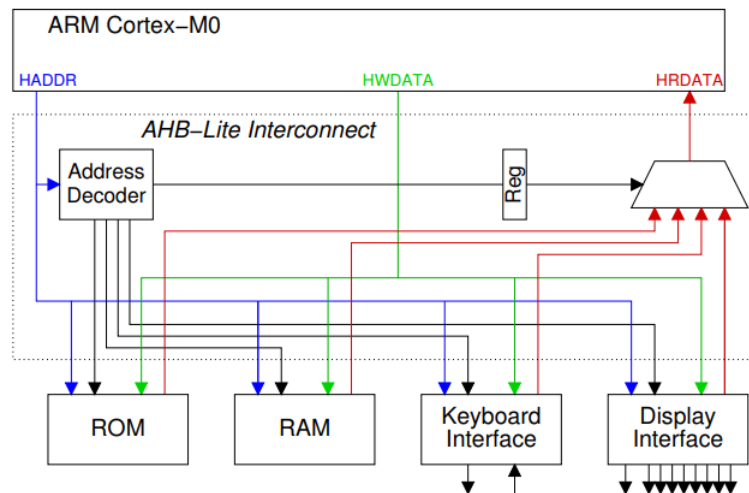 ARM Cortex−M0
HADDR
HWDATA
HRDATA
AHB−Lite Interconnect
Address
Decoder
Reg
ROM
RAM
Keyboard
Interface
Display
Interface